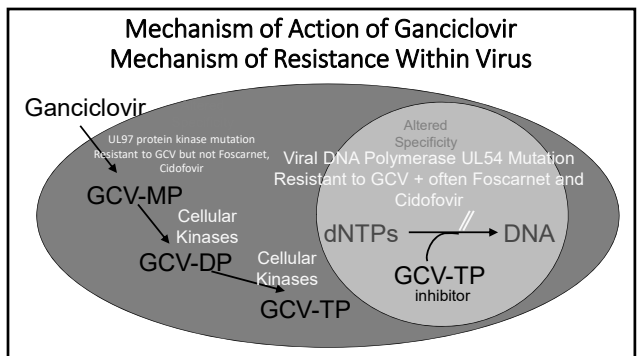 Mechanism of Action of Ganciclovir
Mechanism of Resistance Within Virus
Ganciclovir
UL97 protein kinase mutation
Resistant to GCV but not Foscarnet,
Cidofovir
GCV-MP
Cellular
Kinases
GCV-DP
Cellular
Kinases
GCV-TP
Altered
Specificity
Viral DNA Polymerase UL54 Mutation
Resistant to GCV + often Foscarnet and
Cidofovir
dNTPs
DNA
GCV-TP
inhibitor